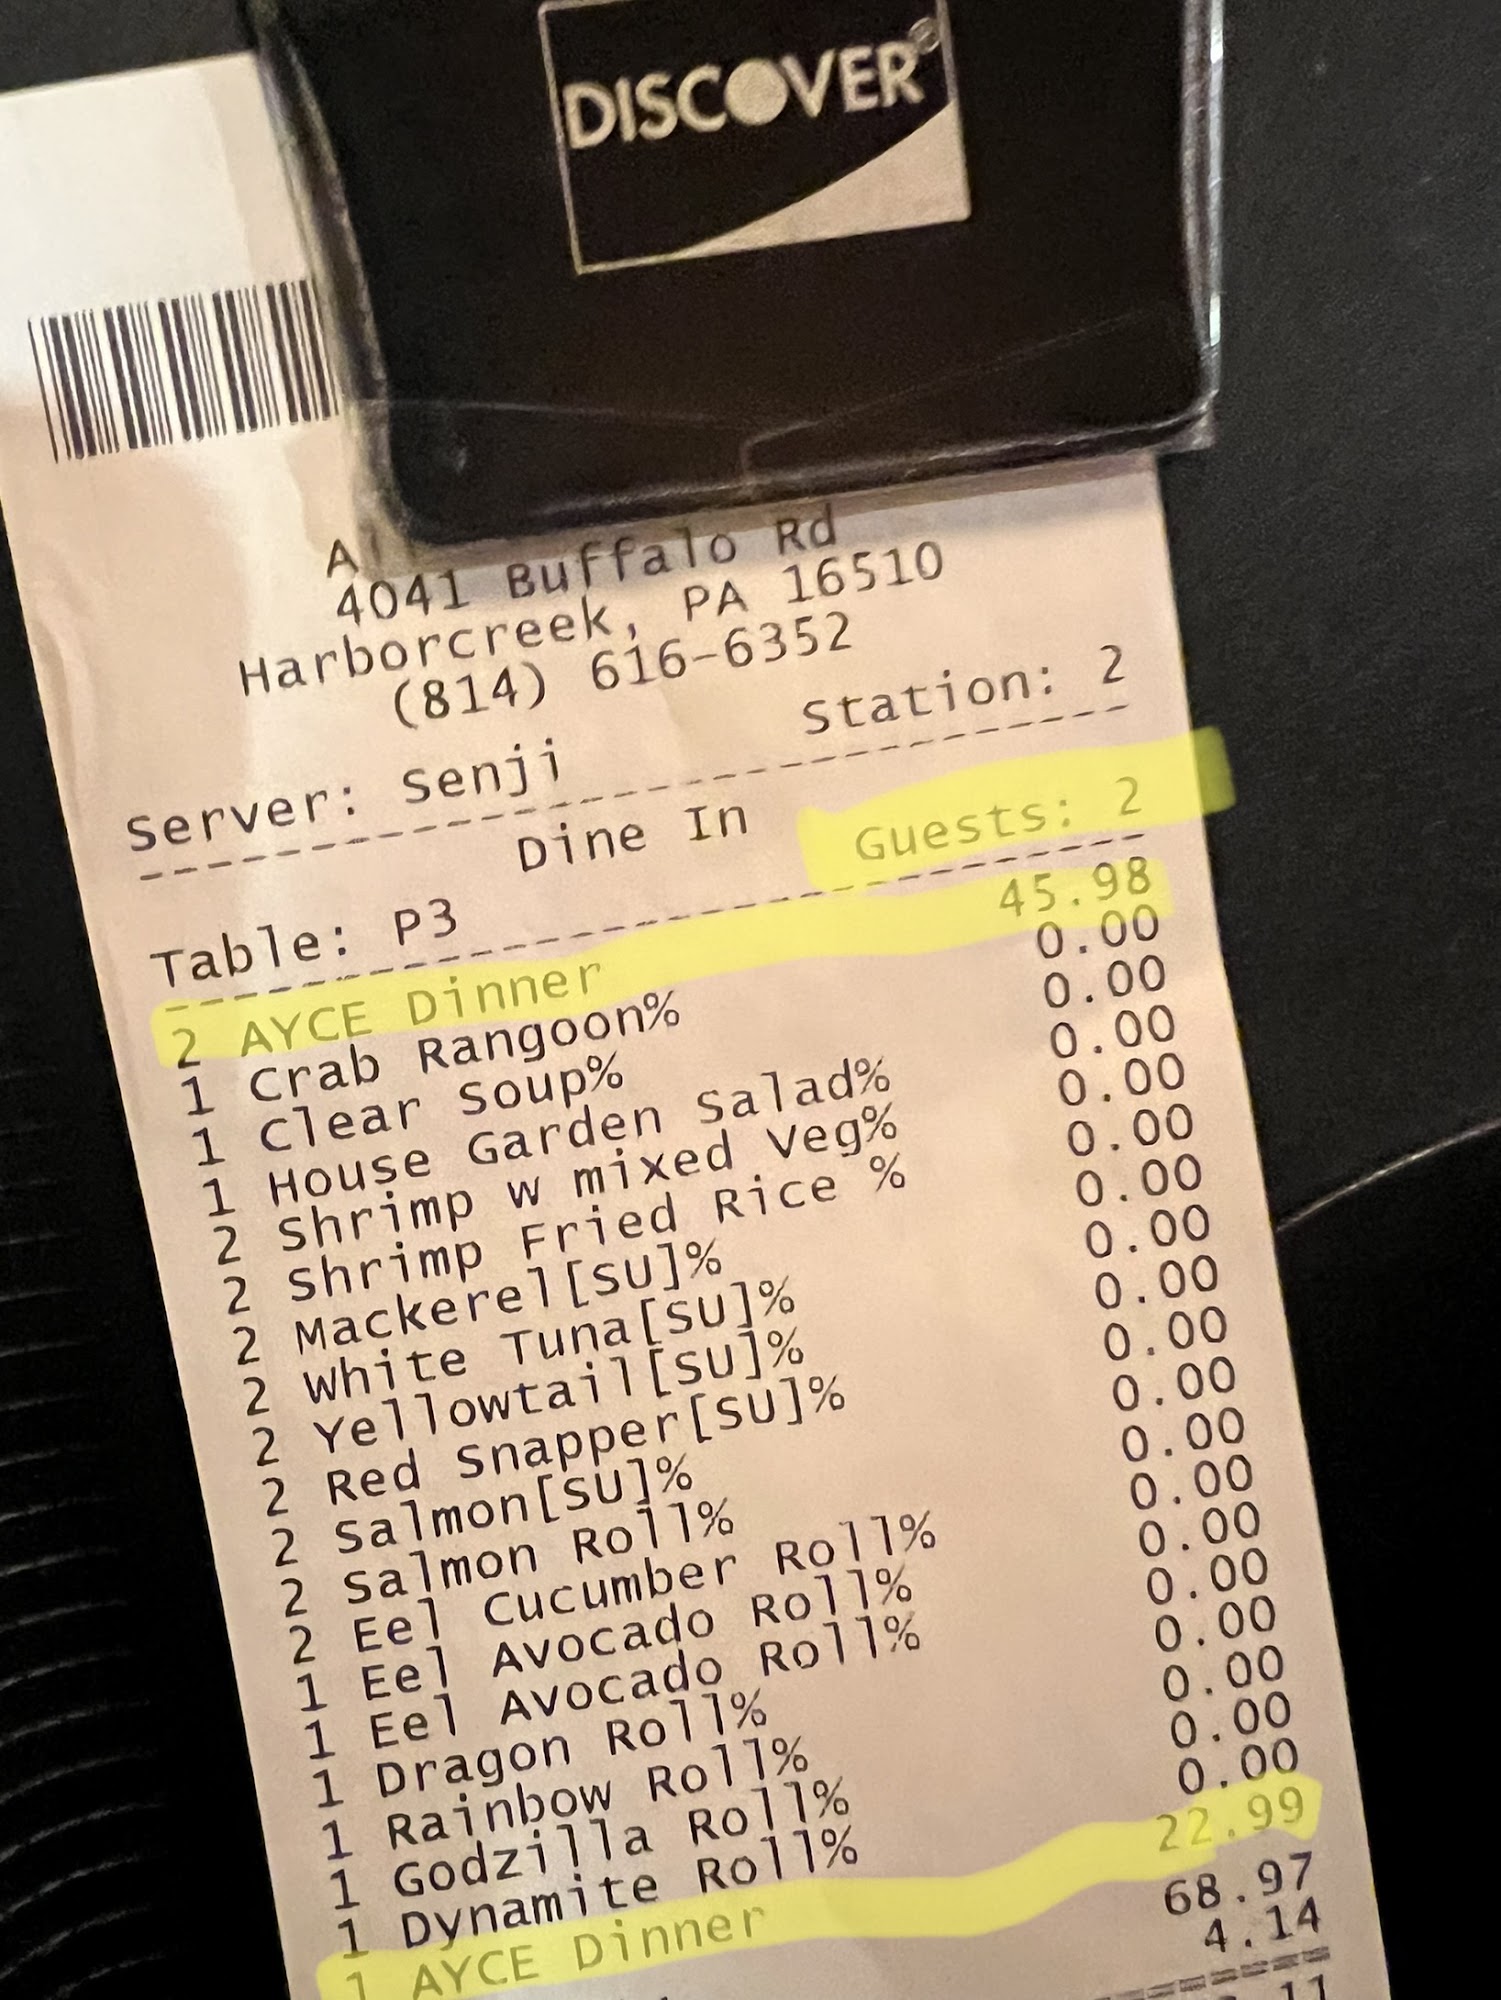 DISCOVER®
A
4041 Buffalo Rd
Harborcreek, PA 16510
(814) 616-6352
Server: Senji Station: 2
Dine In
Table: P3 Guests: 2
2 AYCE Dinner 45.98
1 Crab Rangoon% 0.00
1 Clear Soup% 0.00
1 House Garden Salad% 0.00
2 Shrimp w mixed Veg% 0.00
2 Shrimp Fried Rice % 0.00
2 Mackerel[SU]% 0.00
2 White Tuna[SU]% 0.00
2 Yellowtail[SU]% 0.00
2 Red Snapper[SU]% 0.00
2 Salmon[SU]% 0.00
2 Salmon Roll% 0.00
2 Eel Cucumber Roll% 0.00
1 Eel Avocado Roll% 0.00
1 Eel Avocado Roll% 0.00
1 Dragon Roll% 0.00
1 Rainbow Roll% 0.00
1 Godzilla Roll% 0.00
1 Dynamite Roll% 0.00
1 AYCE Dinner 22.99
68.97
4.14